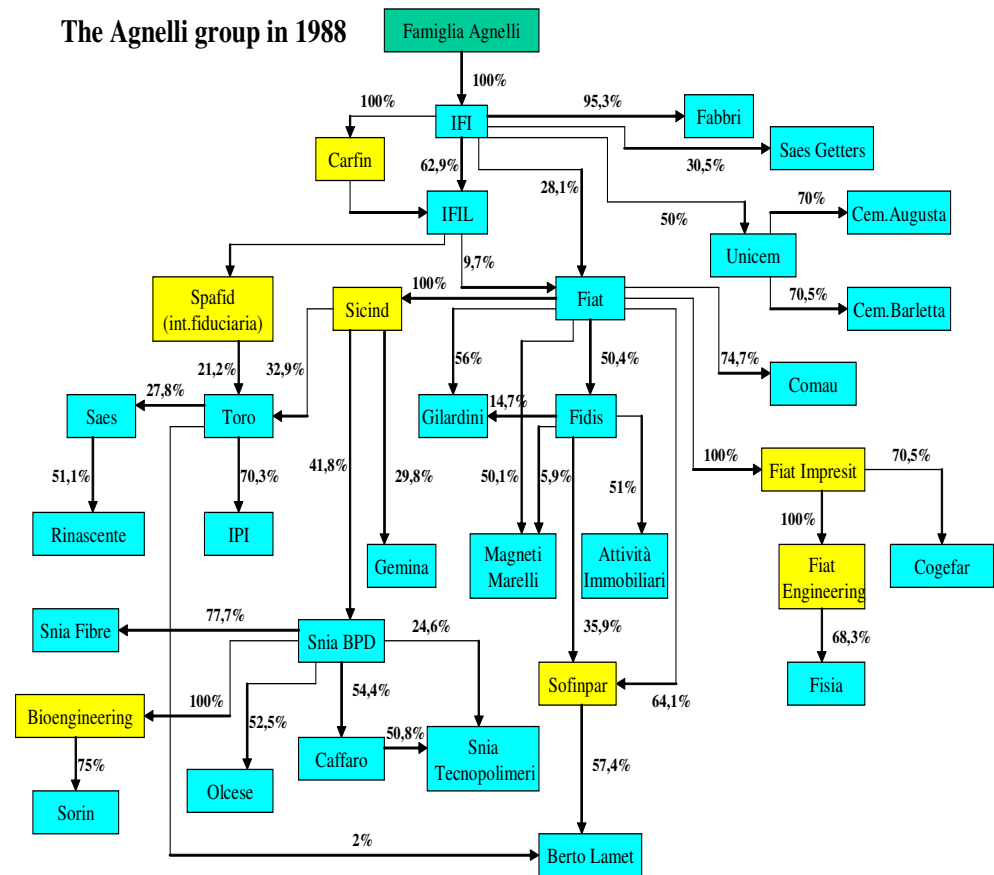 The Agnelli group in 1988
Famiglia Agnelli
100%
100%
95,3%
IFI
Fabbri
Carfin
Saes Getters
62,9%
30,5%
28,1%
70%
IFIL
50%
Cem.Augusta
Unicem
9,7%
100%
70,5%
Spafid
(int.fiduciaria)
Sicind
Fiat
Cem.Barletta
56%
50,4%
74,7%
21,2%
32,9%
Comau
27,8%
14,7%
Saes
Toro
Gilardini
Fidis
100%
Fiat Impresit
70,5%
51,1%
70,3%
41,8%
29,8%
50,1%
5,9%
51%
100%
Rinascente
IPI
Gemina
Magneti
Marelli
Attività
Immobiliari
Fiat
Engineering
Cogefar
77,7%
24,6%
35,9%
68,3%
Snia Fibre
Snia BPD
54,4%
Sofinpar
64,1%
Fisia
100%
52,5%
Bioengineering
50,8%
75%
Caffaro
Snia
Tecnopolimeri
57,4%
Olcese
Sorin
2%
Berto Lamet